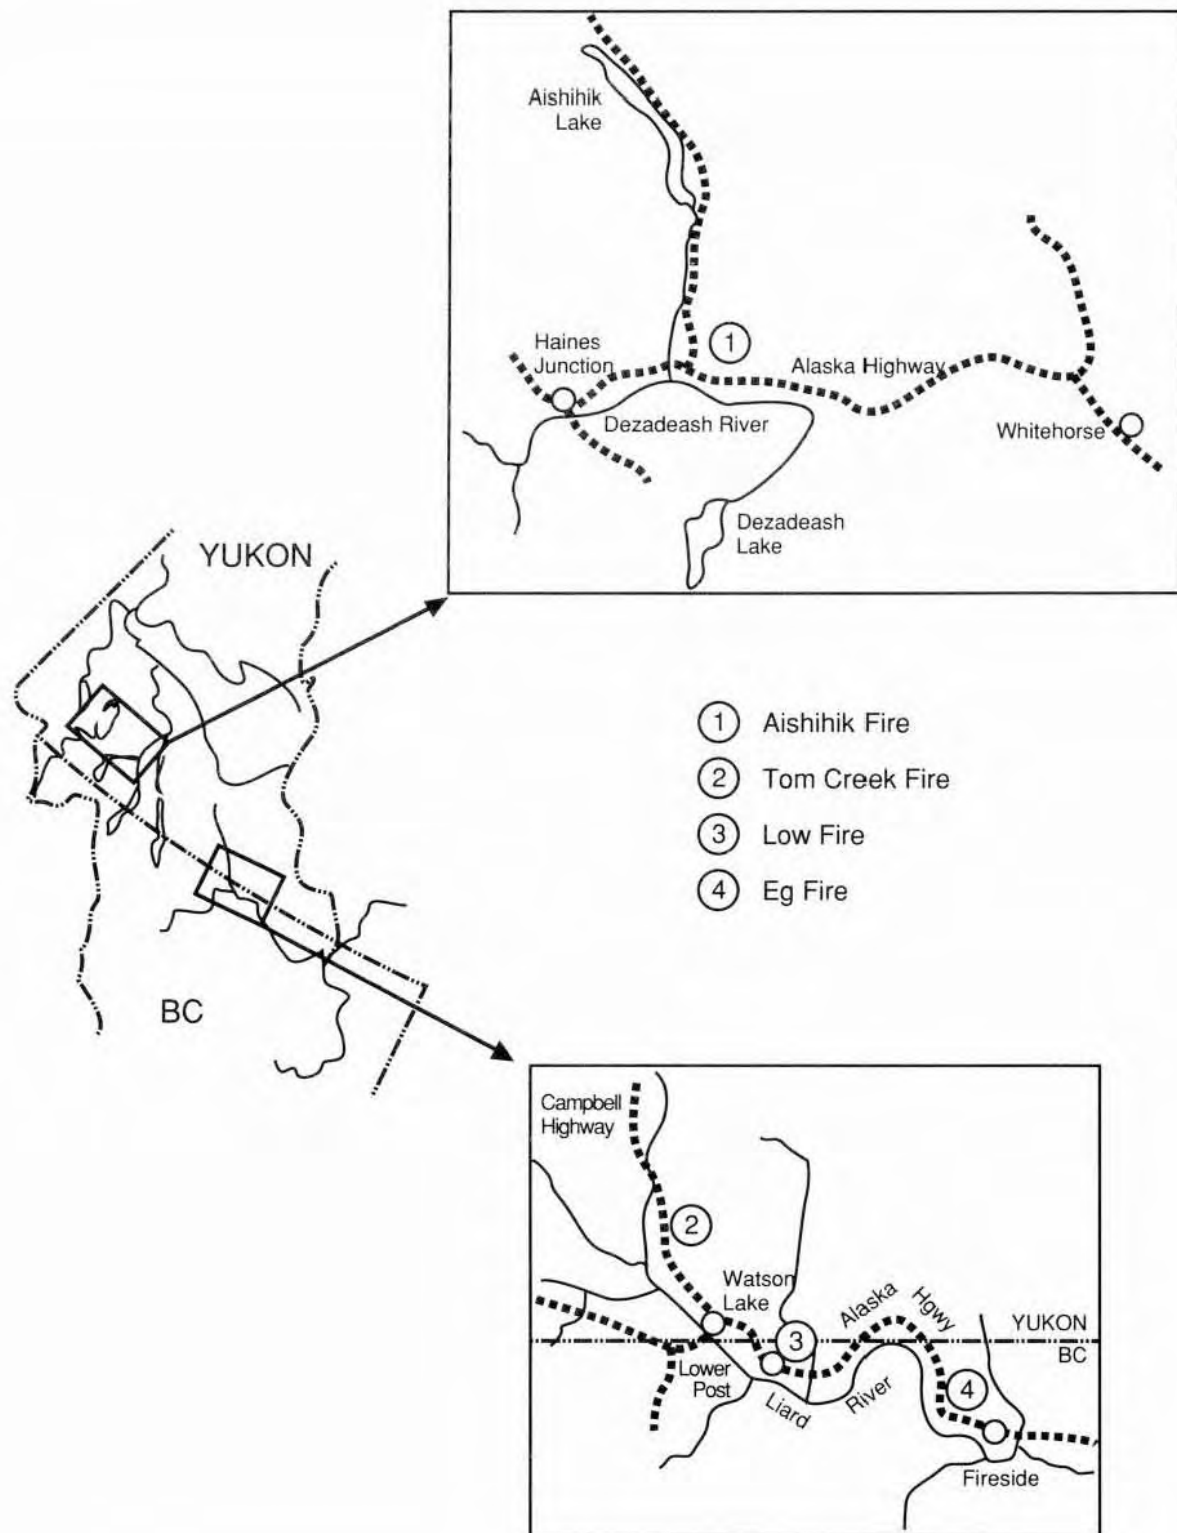 Aishihik
Lake
1
Haines
Junction
Alaska Highway
Dezadeash River
Whitehorse
Dezadeash
Lake
YUKON
BC
1 Aishihik Fire
2 Tom Creek Fire
3 Low Fire
4 Eg Fire
Campbell
Highway
2
Watson
Lake
Alaska
Hgwy
YUKON
BC
3
Lower
Post
Liard
River
4
Fireside